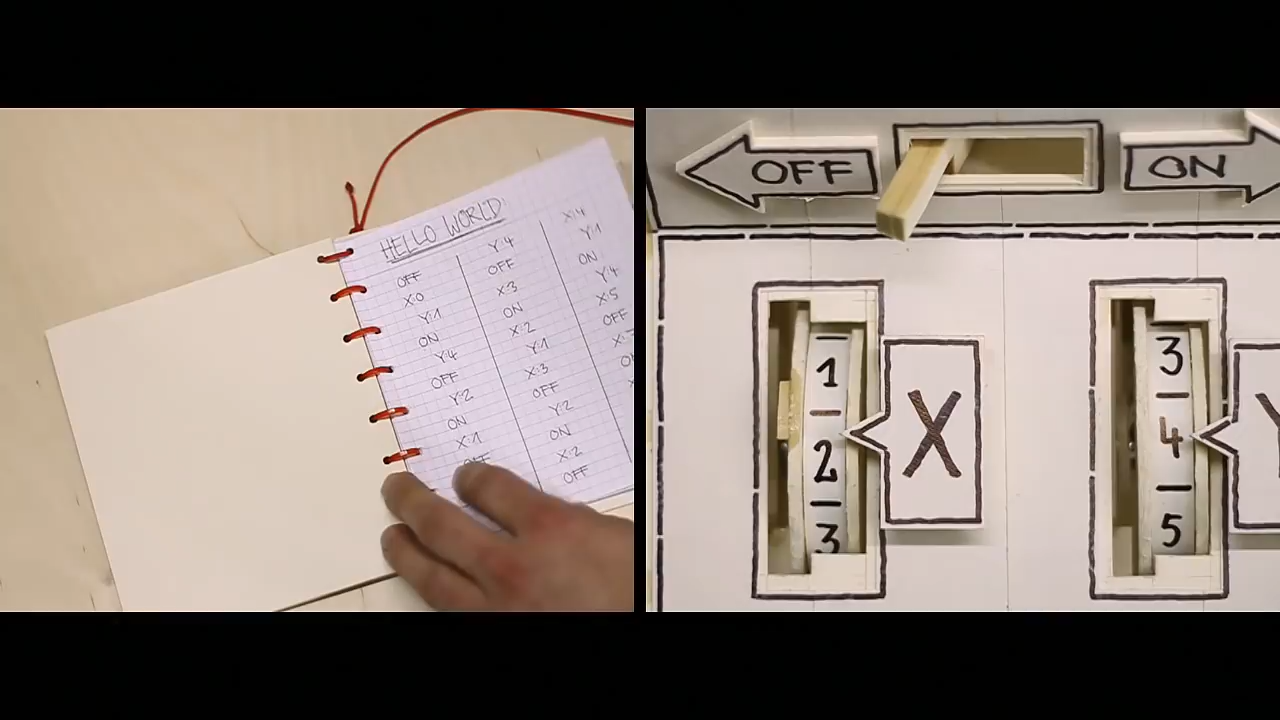 HELLO WORLD:
OFF
X:0
Y:1
ON
Y:4
OFF
Y:2
ON
X:1
OFF
Y:4
OFF
X:3
ON
X:2
Y:1
X:3
OFF
Y:2
ON
X:2
OFF
X:4
Y:1
ON
Y:4
X:5
OFF
OFF
ON
1
2
3
X
3
4
5